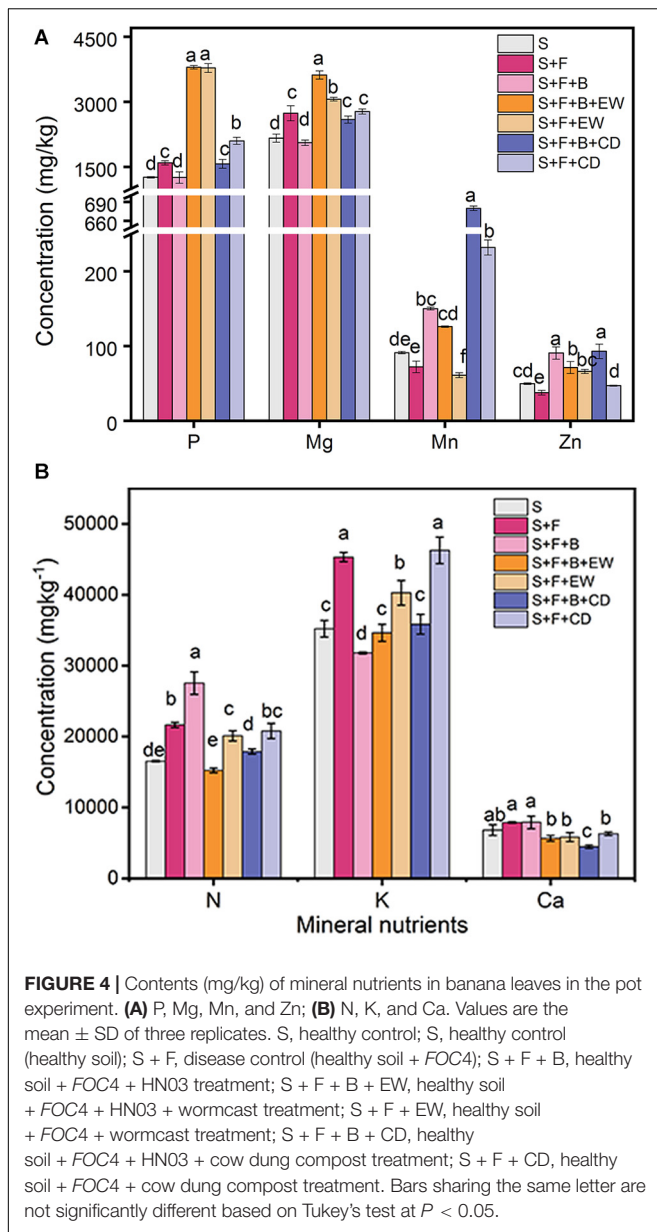 A
Concentration (mg/kg)
4500
3000
1500
690
660
200
100
0
S
S+F
S+F+B
S+F+B+EW
S+F+EW
S+F+B+CD
S+F+CD
d c d a a c b
d c d a b c c
de e bc cd f a b
cd e a b bc a d
P Mg Mn Zn
B
Concentration (mgkg-1)
50000
40000
30000
20000
10000
0
S
S+F
S+F+B
S+F+B+EW
S+F+EW
S+F+B+CD
S+F+CD
de b a e c d bc
c a d c b c a
ab a a b b c b
N K Ca
Mineral nutrients
FIGURE 4 | Contents (mg/kg) of mineral nutrients in banana leaves in the pot
experiment. (A) P, Mg, Mn, and Zn; (B) N, K, and Ca. Values are the
mean ± SD of three replicates. S, healthy control; S, healthy control
(healthy soil); S + F, disease control (healthy soil + FOC4); S + F + B, healthy
soil + FOC4 + HN03 treatment; S + F + B + EW, healthy soil
+ FOC4 + HN03 + wormcast treatment; S + F + EW, healthy soil
+ FOC4 + wormcast treatment; S + F + B + CD, healthy
soil + FOC4 + HN03 + cow dung compost treatment; S + F + CD, healthy
soil + FOC4 + cow dung compost treatment. Bars sharing the same letter are
not significantly different based on Tukey's test at P < 0.05.